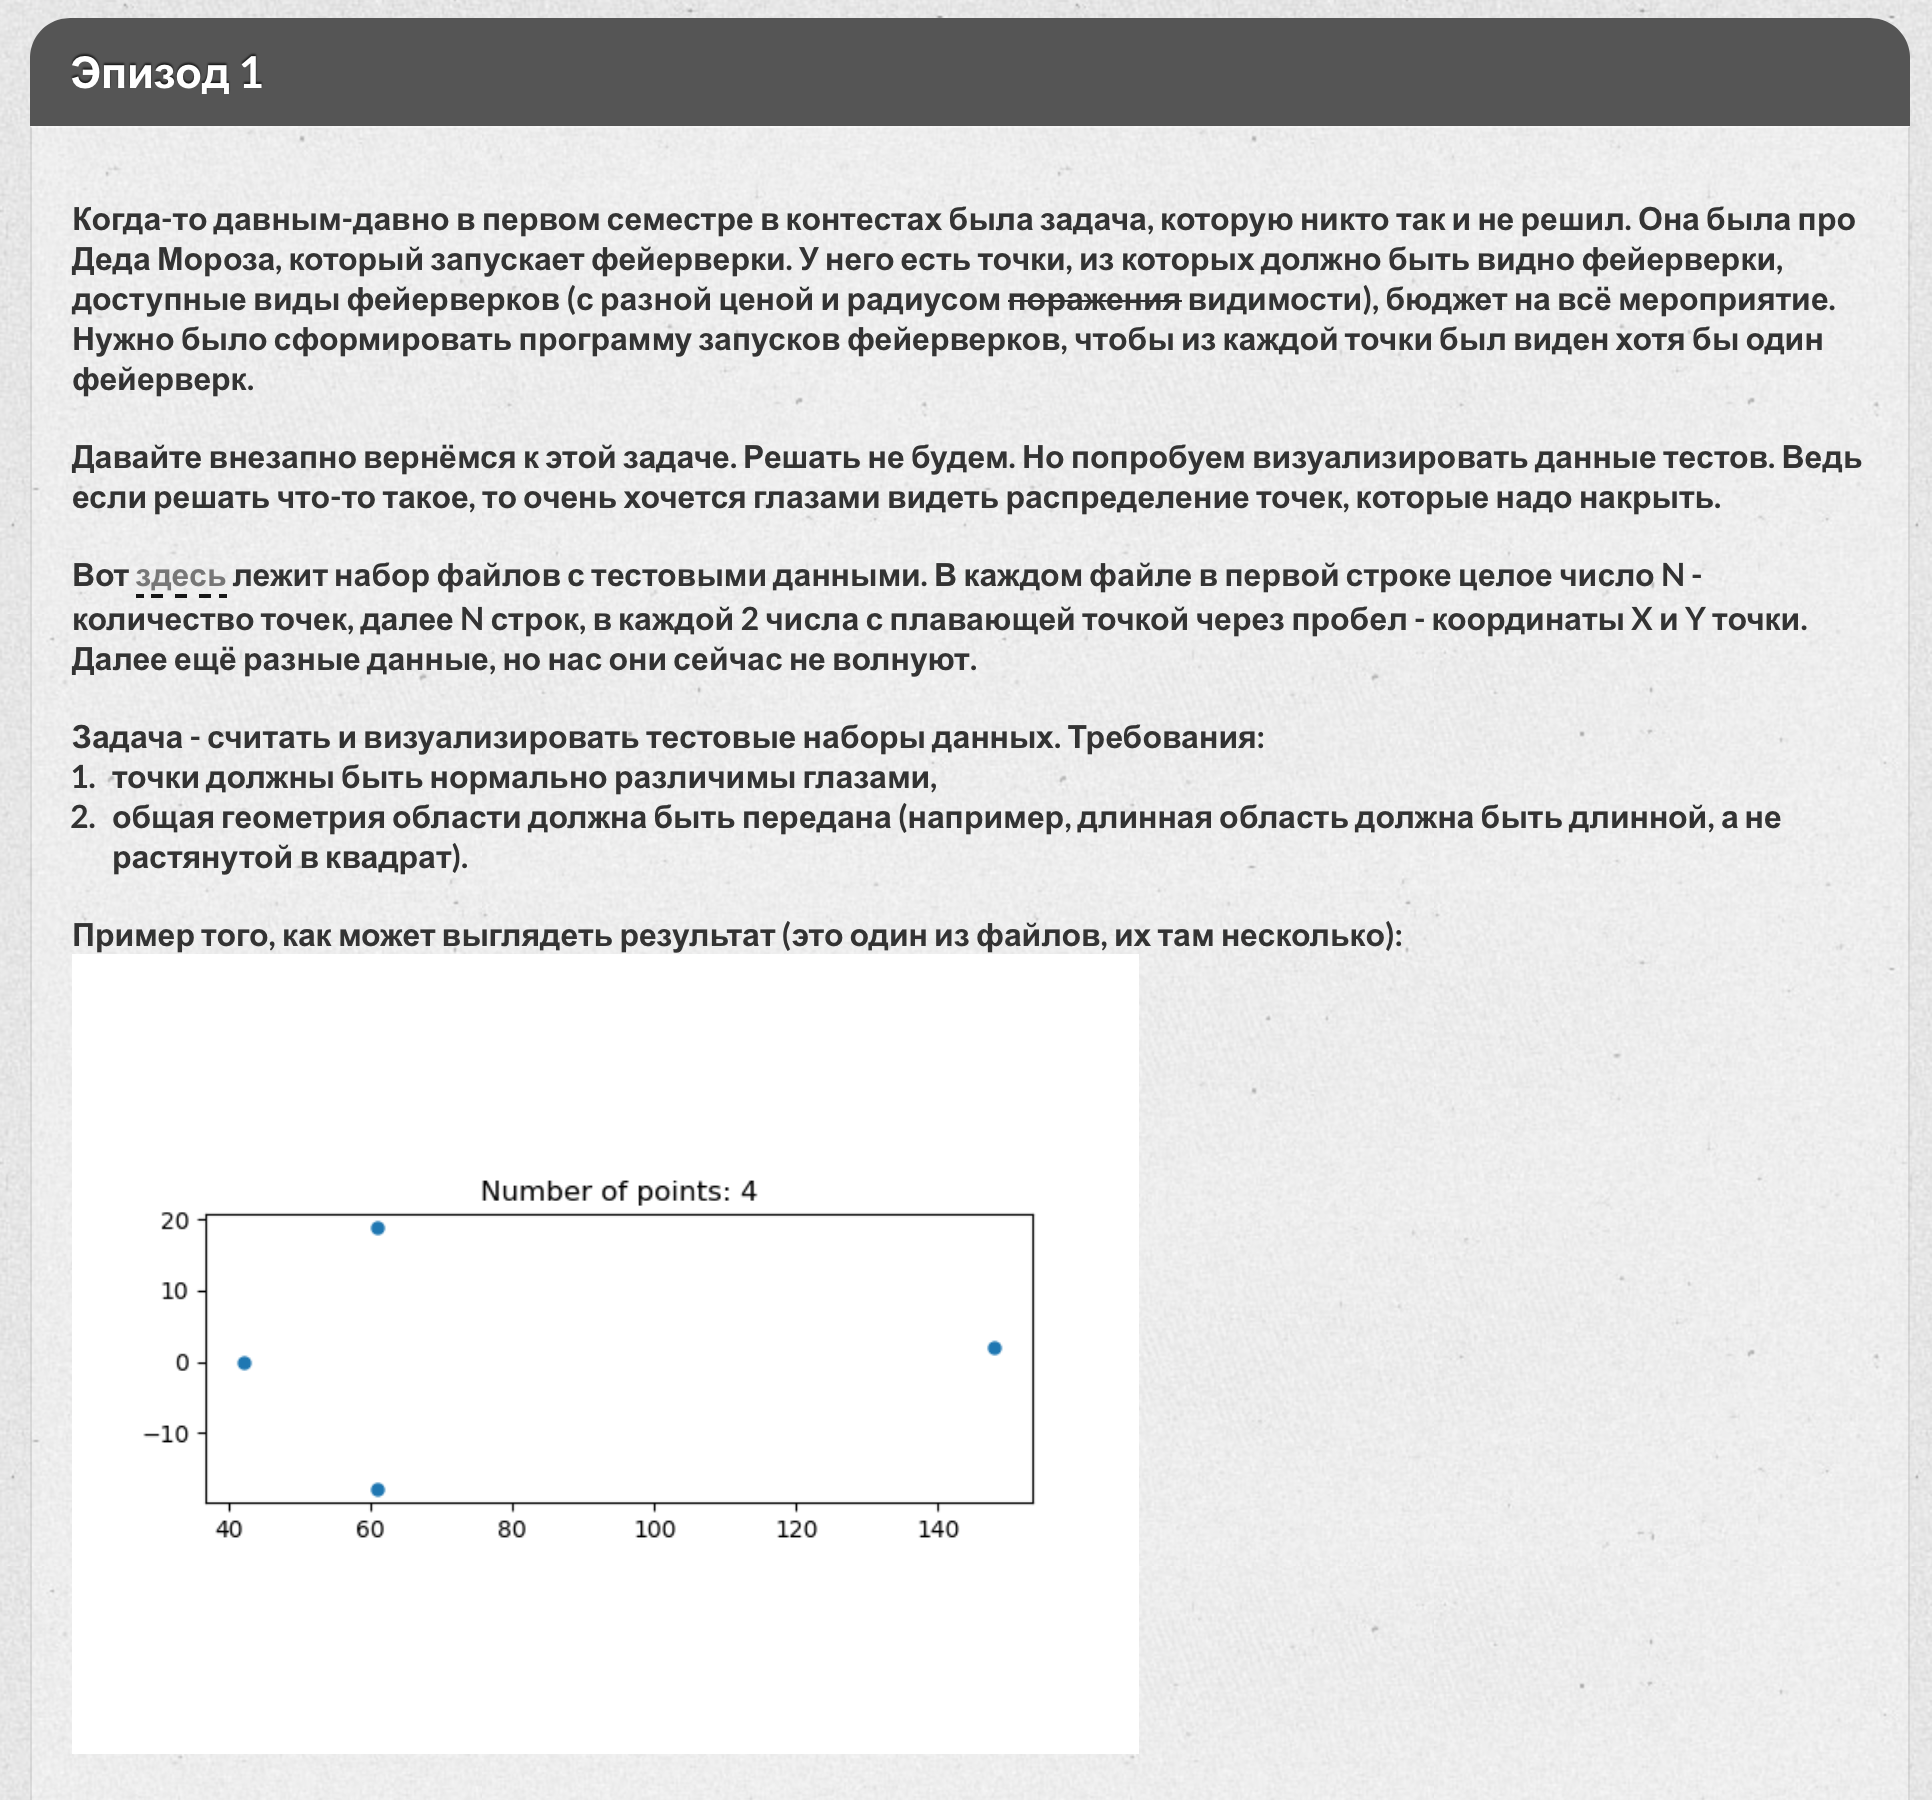 Эпизод 1
Когда-то давным-давно в первом семестре в контестах была задача, которую никто так и не решил. Она была про
Деда Мороза, который запускает фейерверки. У него есть точки, из которых должно быть видно фейерверки,
доступные виды фейерверков (с разной ценой и радиусом поражения видимости), бюджет на всё мероприятие.
Нужно было сформировать программу запусков фейерверков, чтобы из каждой точки был виден хотя бы один
фейерверк.
Давайте внезапно вернёмся к этой задаче. Решать не будем. Но попробуем визуализировать данные тестов. Ведь
если решать что-то такое, то очень хочется глазами видеть распределение точек, которые надо накрыть.
Вот здесь лежит набор файлов с тестовыми данными. В каждом файле в первой строке целое число N -
количество точек, далее N строк, в каждой 2 числа с плавающей точкой через пробел - координаты X и Y точки.
Далее ещё разные данные, но нас они сейчас не волнуют.
Задача - считать и визуализировать тестовые наборы данных. Требования:
1. точки должны быть нормально различимы глазами,
2. общая геометрия области должна быть передана (например, длинная область должна быть длинной, а не
растянутой в квадрат).
Пример того, как может выглядеть результат (это один из файлов, их там несколько):
Number of points: 4
20
10
0
−10
40 60 80 100 120 140